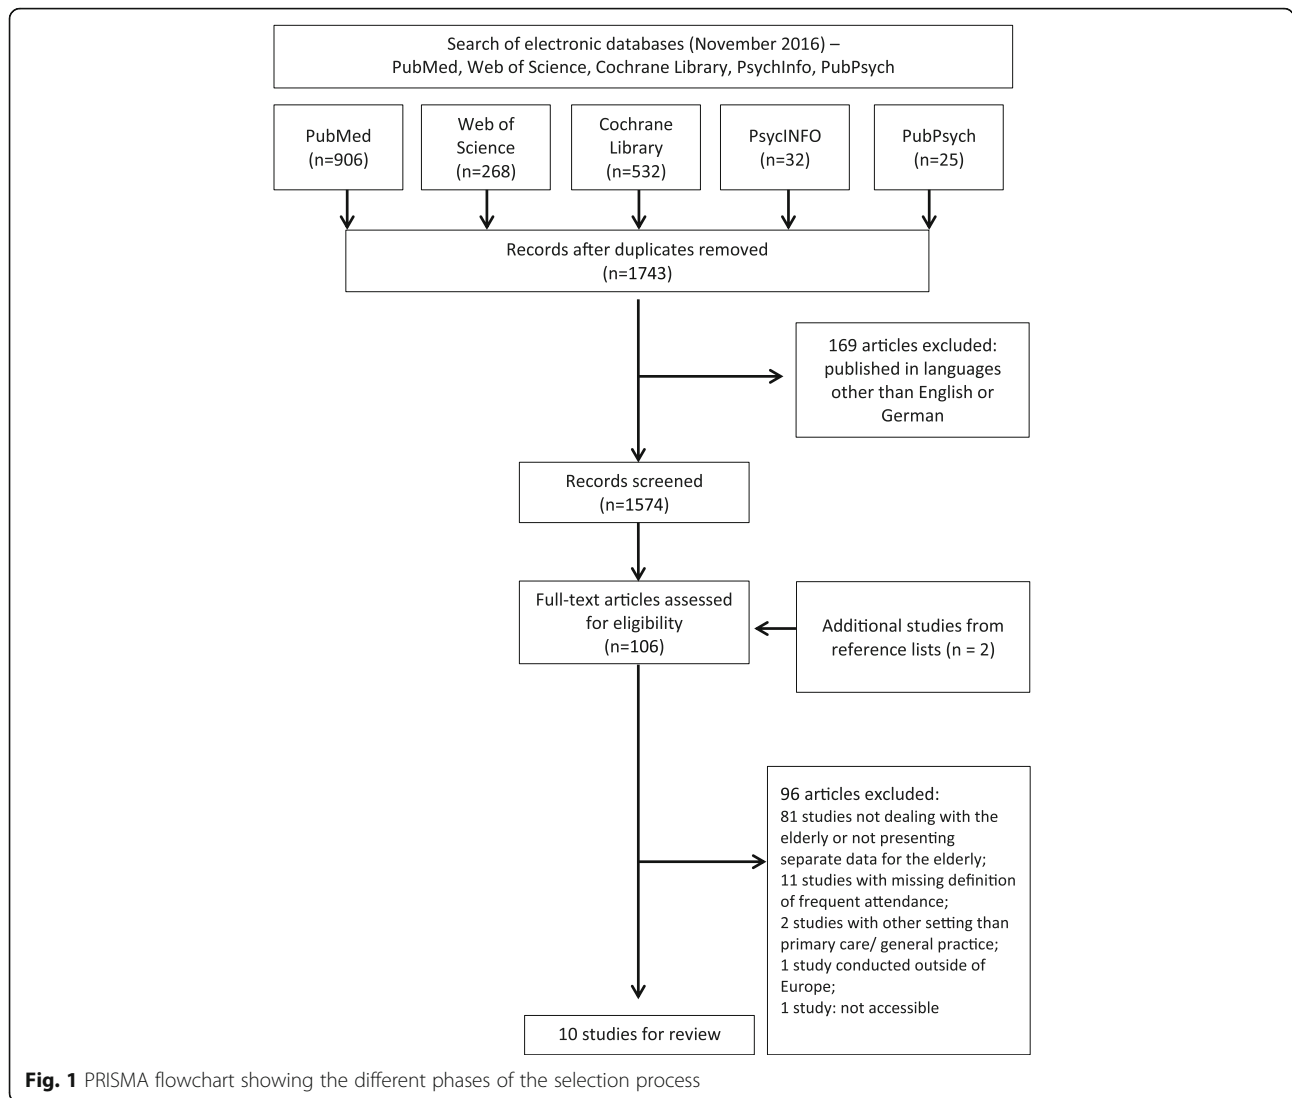 Search of electronic databases (November 2016) –
PubMed, Web of Science, Cochrane Library, PsychInfo, PubPsych
PubMed
(n=906)
Web of
Science
(n=268)
Cochrane
Library
(n=532)
PsycINFO
(n=32)
PubPsych
(n=25)
Records after duplicates removed
(n=1743)
169 articles excluded:
published in languages
other than English or
German
Records screened
(n=1574)
Full-text articles assessed
for eligibility
(n=106)
Additional studies from
reference lists (n = 2)
96 articles excluded:
81 studies not dealing with the
elderly or not presenting
separate data for the elderly;
11 studies with missing definition
of frequent attendance;
2 studies with other setting than
primary care/ general practice;
1 study conducted outside of
Europe;
1 study: not accessible
10 studies for review
Fig. 1 PRISMA flowchart showing the different phases of the selection process